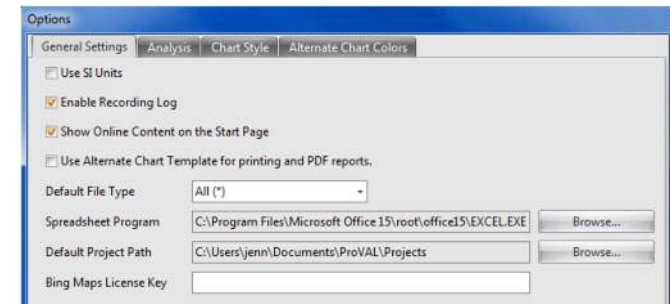 Options
General Settings Analysis Chart Style Alternate Chart Colors
Use SI Units
Enable Recording Log
Show Online Content on the Start Page
Use Alternate Chart Template for printing and PDF reports.
Default File Type All (*)
Spreadsheet Program C:\Program Files\Microsoft Office 15\root\office15\EXCEL.EXE Browse...
Default Project Path C:\Users\jenn\Documents\ProVAL\Projects Browse...
Bing Maps License Key